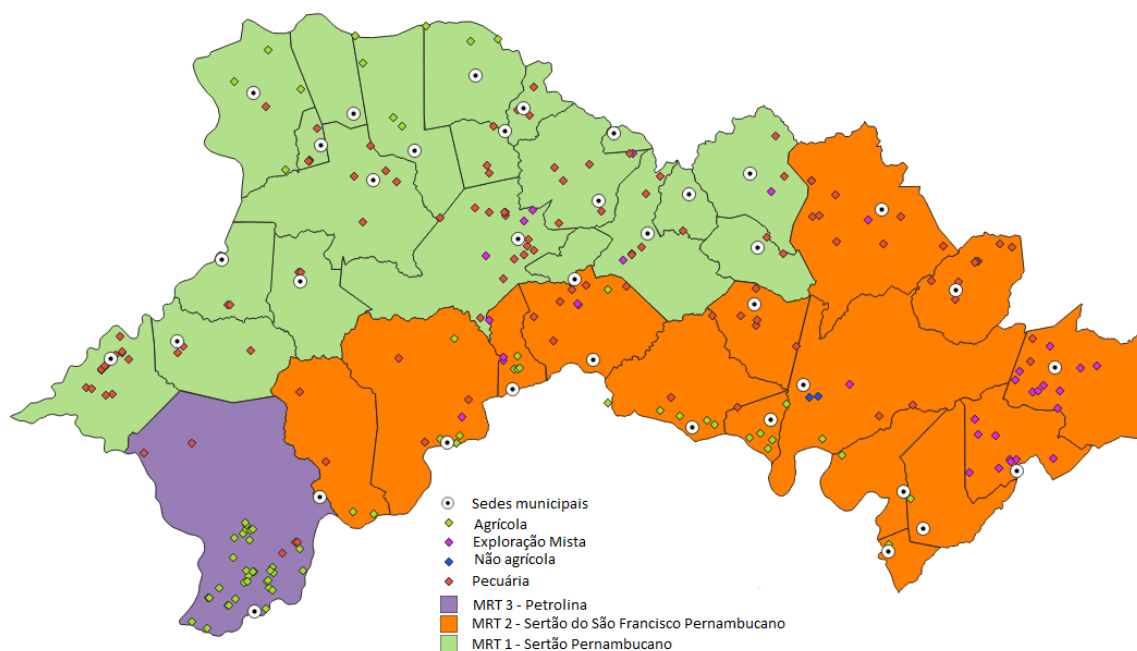 Sedes municipais
Agrícola
Exploração Mista
Não agrícola
Pecuária
MRT 3 - Petrolina
MRT 2 - Sertão do São Francisco Pernambucano
MRT 1 - Sertão Pernambucano